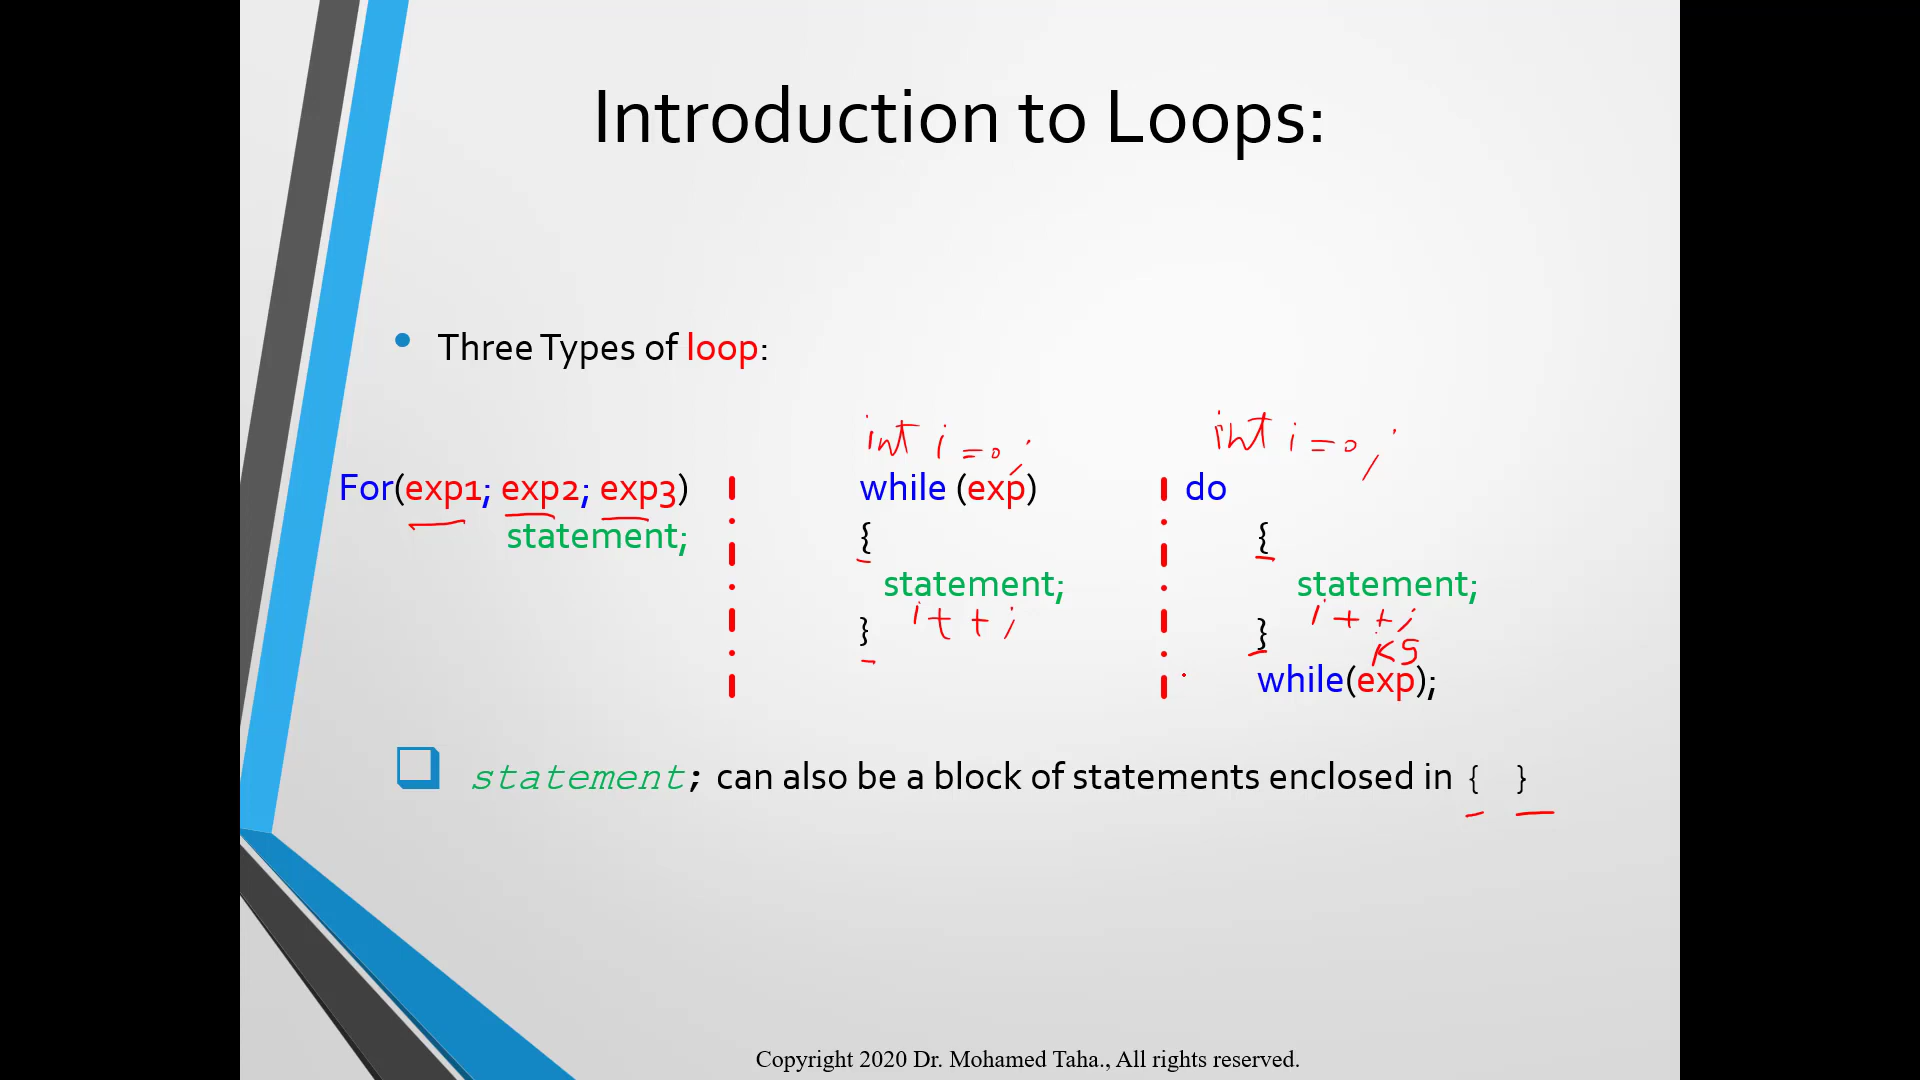 Introduction to Loops:
• Three Types of loop:
int i = 0;
int i = 0;
For(exp1; exp2; exp3)
statement;
while (exp)
{
statement;
i++;
}
do
{
statement;
i++;
}
while(exp);
statement; can also be a block of statements enclosed in { }
Copyright 2020 Dr. Mohamed Taha., All rights reserved.